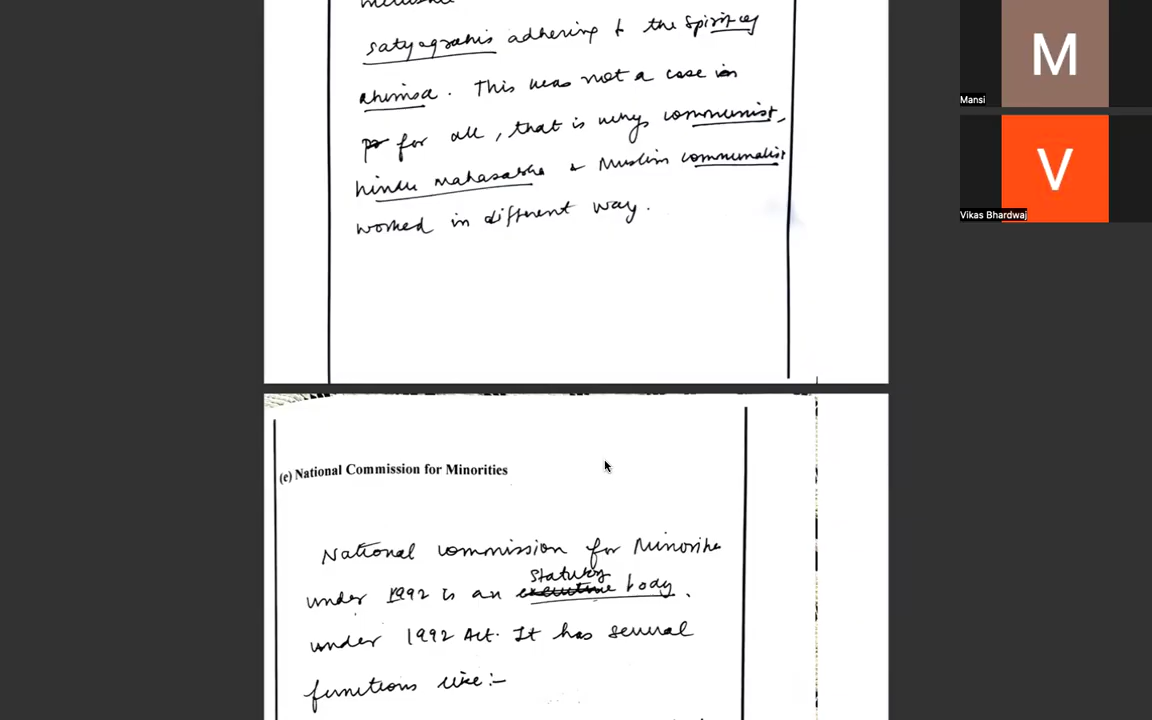 satyagrahis adhering to the spirit of
ahimsa. This was not a case in
for all, that is why communist,
hindu mahasabha & Muslim communalist
worked in different way.
(e) National Commission for Minorities
National commission for Minorities
under 1992 is an executive statutory body.
under 1992 Act. It has several
functions like:-
M
Mansi
V
Vikas Bhardwaj